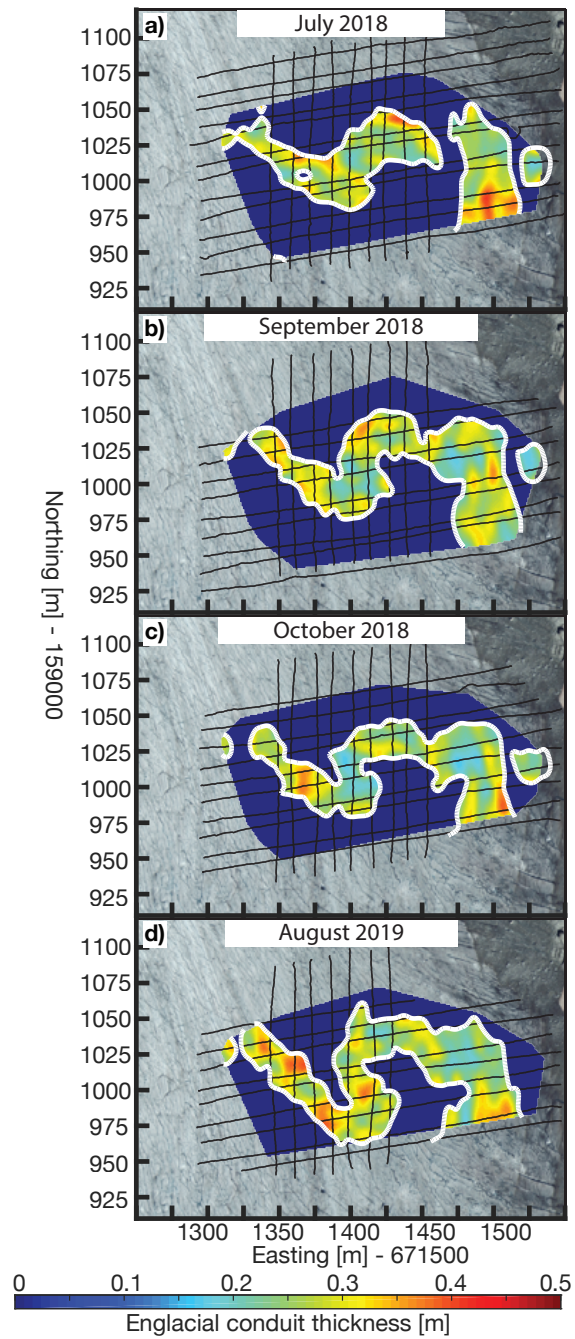 a)
July 2018
1100
1075
1050
1025
1000
975
950
925
b)
September 2018
1100
1075
1050
1025
1000
975
950
925
Northing [m] - 159000
c)
October 2018
1100
1075
1050
1025
1000
975
950
925
d)
August 2019
1100
1075
1050
1025
1000
975
950
925
1300 1350 1400 1450 1500
Easting [m] - 671500
0 0.1 0.2 0.3 0.4 0.5
Englacial conduit thickness [m]